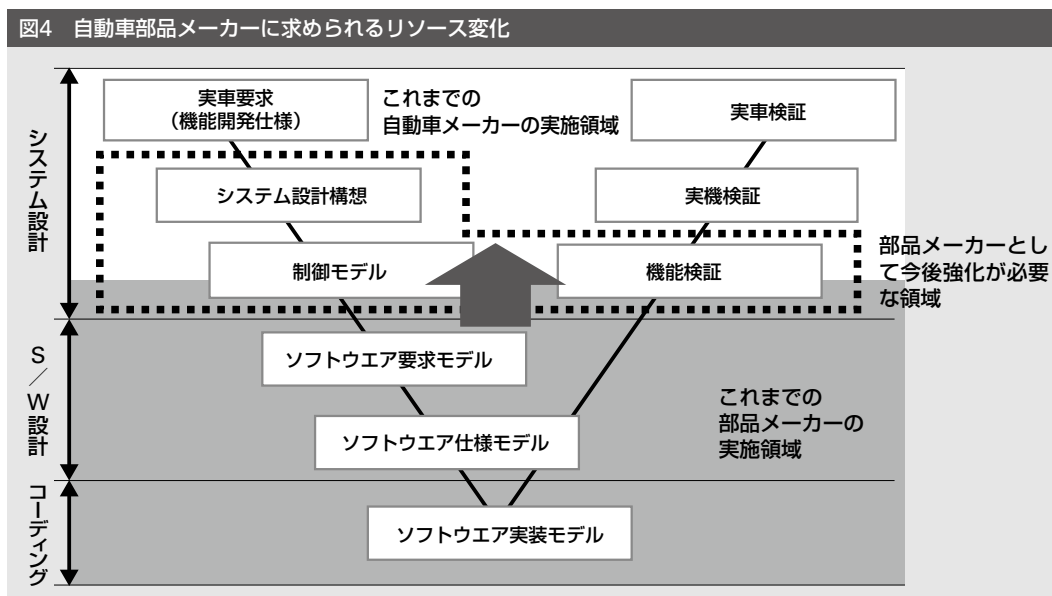 図4 自動車部品メーカーに求められるリソース変化
システム設計
実車要求
（機能開発仕様）
これまでの
自動車メーカーの実施領域
実車検証
システム設計構想
実機検証
制御モデル
機能検証
部品メーカーとし
て今後強化が必要
な領域
S／W設計
ソフトウエア要求モデル
これまでの
部品メーカーの
実施領域
ソフトウエア仕様モデル
コーディング
ソフトウエア実装モデル